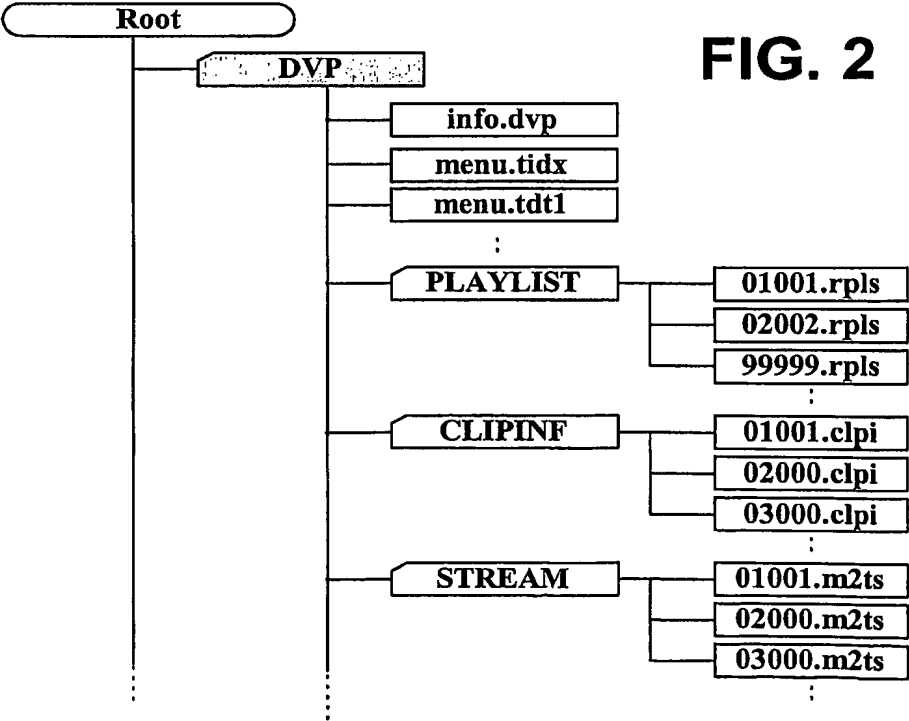 Root
FIG. 2
DVP
info.dvp
menu.tidx
menu.tdt1
PLAYLIST
01001.rpls
02002.rpls
99999.rpls
CLIPINF
01001.clpi
02000.clpi
03000.clpi
STREAM
01001.m2ts
02000.m2ts
03000.m2ts